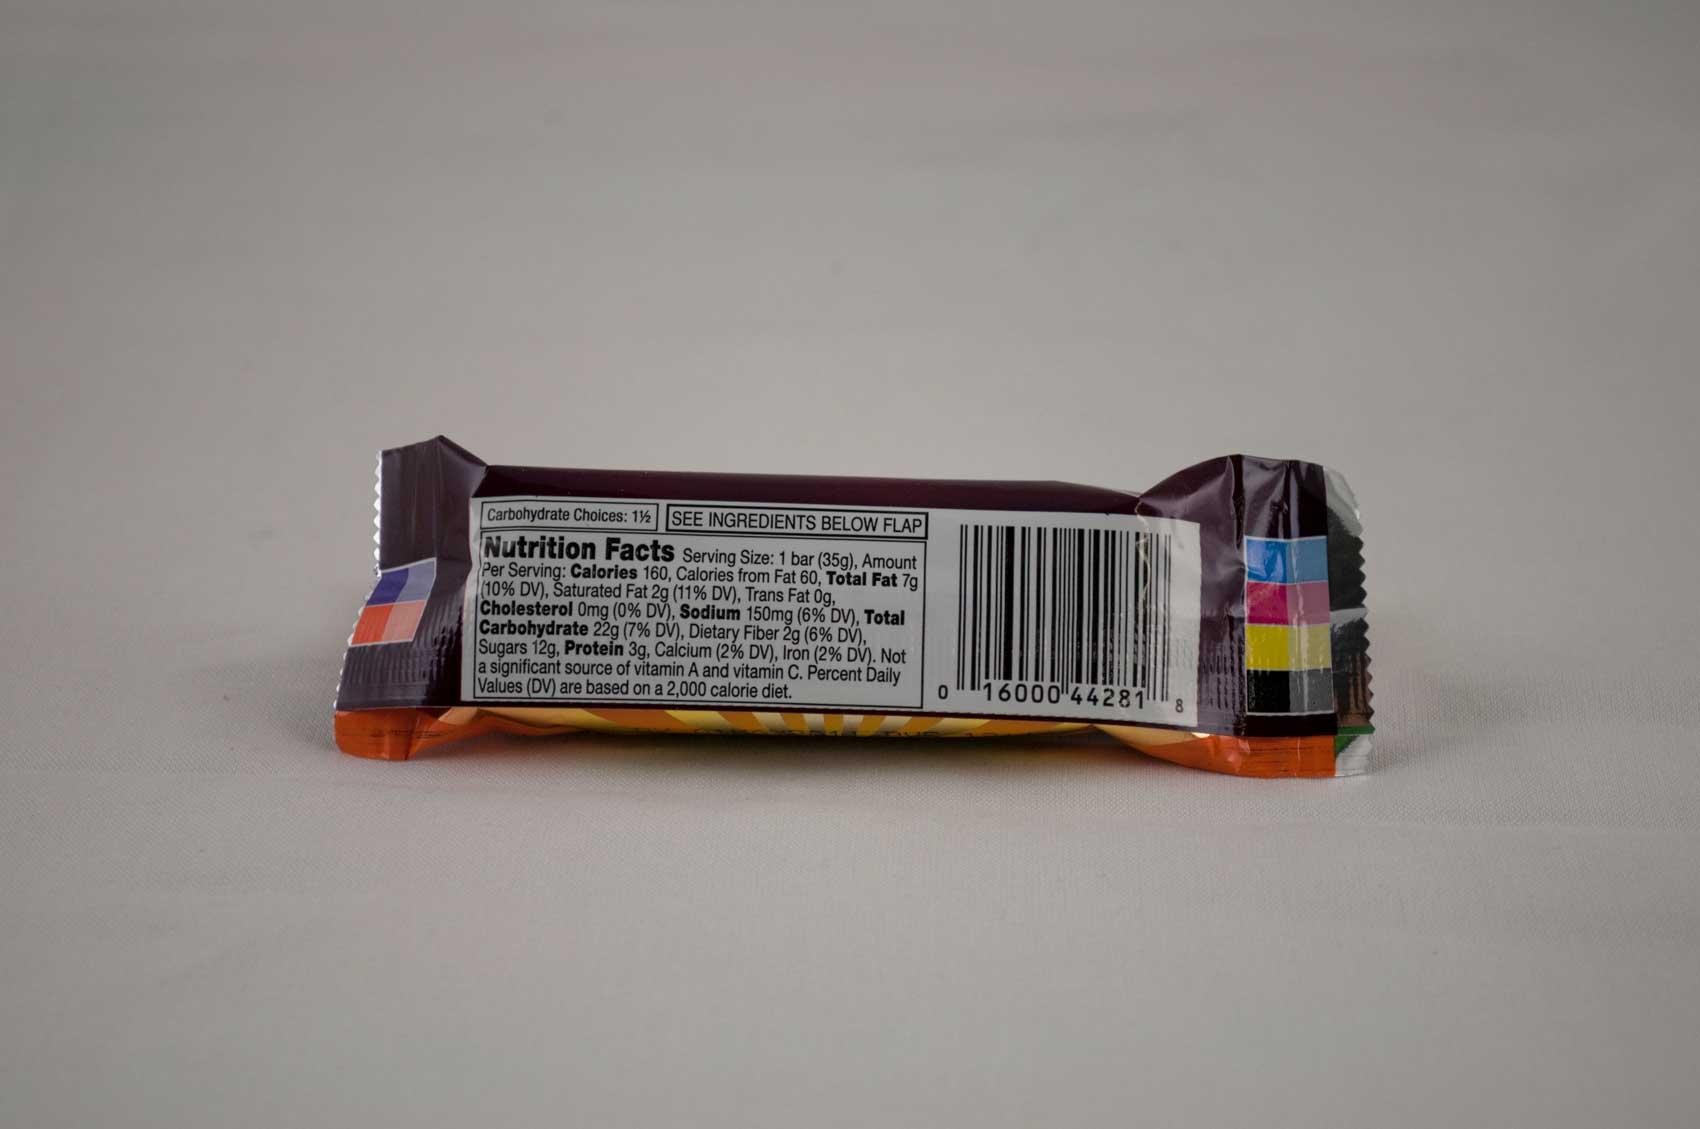 Carbohydrate Choices: 1½
SEE INGREDIENTS BELOW FLAP
Nutrition Facts Serving Size: 1 bar (35g), Amount
Per Serving: Calories 160, Calories from Fat 60, Total Fat 7g
(10% DV), Saturated Fat 2g (11% DV), Trans Fat 0g,
Cholesterol 0mg (0% DV), Sodium 150mg (6% DV), Total
Carbohydrate 22g (7% DV), Dietary Fiber 2g (6% DV),
Sugars 12g, Protein 3g, Calcium (2% DV), Iron (2% DV). Not
a significant source of vitamin A and vitamin C. Percent Daily
Values (DV) are based on a 2,000 calorie diet.
0 16000 44281 8